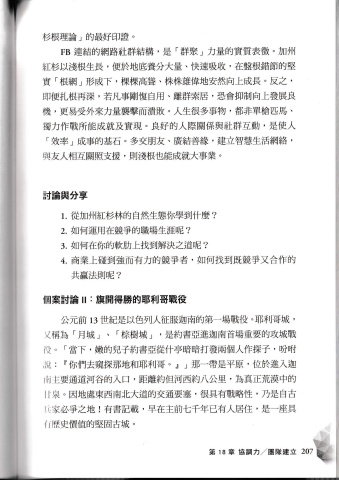 杉根理論」的最好印證。
FB 連結的網路社群結構，是「群聚」力量的實質表徵。加州
紅杉以淺根生長，便於地底養分大量、快速吸收，在盤根錯節的堅
實「根網」形成下，棵棵高聳、株株雄偉地安然向上成長。反之，
即便扎根再深，若凡事剛愎自用、離群索居，恐會抑制向上發展良
機，更易受外來力量襲擊而潰敗。人生很多事物，都非單槍匹馬、
獨力作戰所能成就及實現。良好的人際關係與社群互動，是使人
「效率」成事的基石。多交朋友、廣結善緣，建立智慧生活網絡，
與友人相互關照支援，則淺根也能成就大事業。
討論與分享
1. 從加州紅杉林的自然生態你學到什麼？
2. 如何運用在競爭的職場生涯呢？
3. 如何在你的軟肋上找到解決之道呢？
4. 商業上碰到強而有力的競爭者，如何找到既競爭又合作的
共贏法則呢？
個案討論 II：旗開得勝的耶利哥戰役
公元前 13 世紀是以色列人征服迦南的第一場戰役。耶利哥城，
又稱為「月城」、「棕樹城」，是約書亞進迦南首場重要的攻城戰
役。「當下，嫩的兒子約書亞從什亭暗暗打發兩個人作探子，吩咐
說：『你們去窺探那地和耶利哥。』」那一帶是平原，位於進入迦
南主要通道河谷的入口，距離約但河西約八公里，為真正荒漠中的
甘泉。因地處東西南北大道的交通要塞，很具有戰略性，乃是自古
兵家必爭之地！有書記載，早在主前七千年已有人居住，是一座具
有歷史價值的堅固古城。
第 18 章 協調力／團隊建立 207